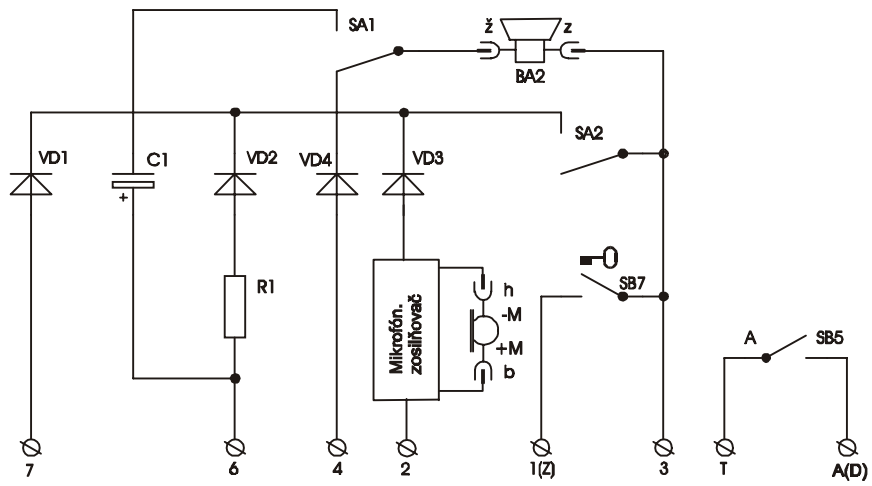 SA1
ž
z
BA2
SA2
VD1
C1
VD2
VD4
VD3
+
R1
SB7
h
-M
Mikrofón.
zosilňovač
+M
b
A
SB5
7
6
4
2
1(Z)
3
T
A(D)